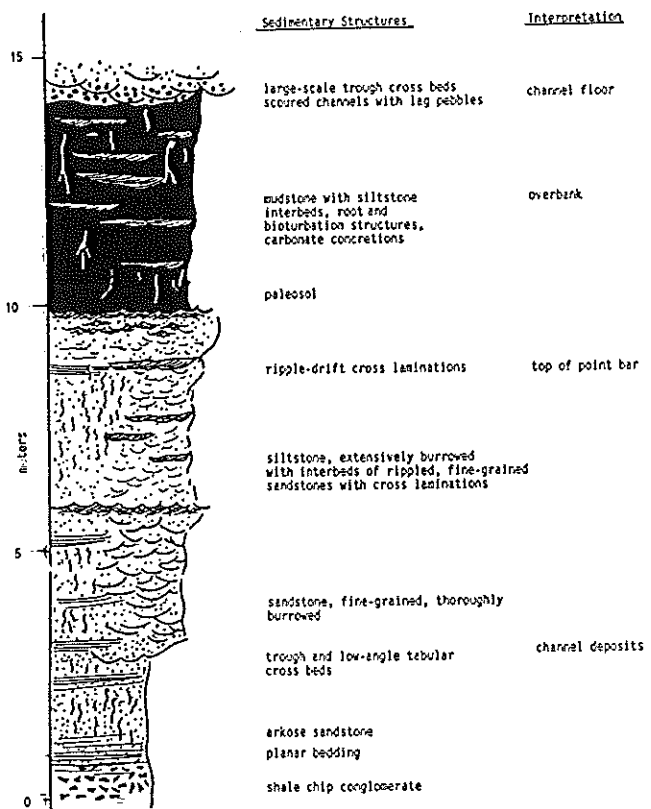 Sedimentary Structures
Interpretation
15
large-scale trough cross beds
scoured channels with lag pebbles
channel floor
mudstone with siltstone
interbeds, root and
bioturbation structures,
carbonate concretions
overbank
paleosol
10
ripple-drift cross laminations
top of point bar
meters
siltstone, extensively burrowed
with interbeds of rippled, fine-grained
sandstones with cross laminations
5
sandstone, fine-grained, thoroughly
burrowed
trough and low-angle tabular
cross beds
channel deposits
arkose sandstone
planar bedding
shale chip conglomerate
0